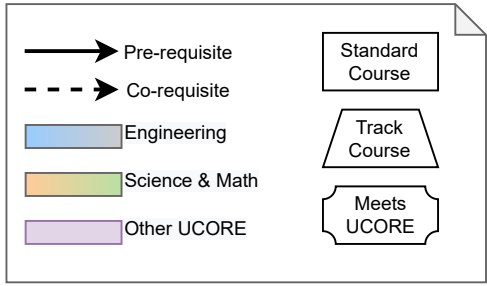 Pre-requisite
Co-requisite
Engineering
Science & Math
Other UCORE
Standard
Course
Track
Course
Meets
UCORE